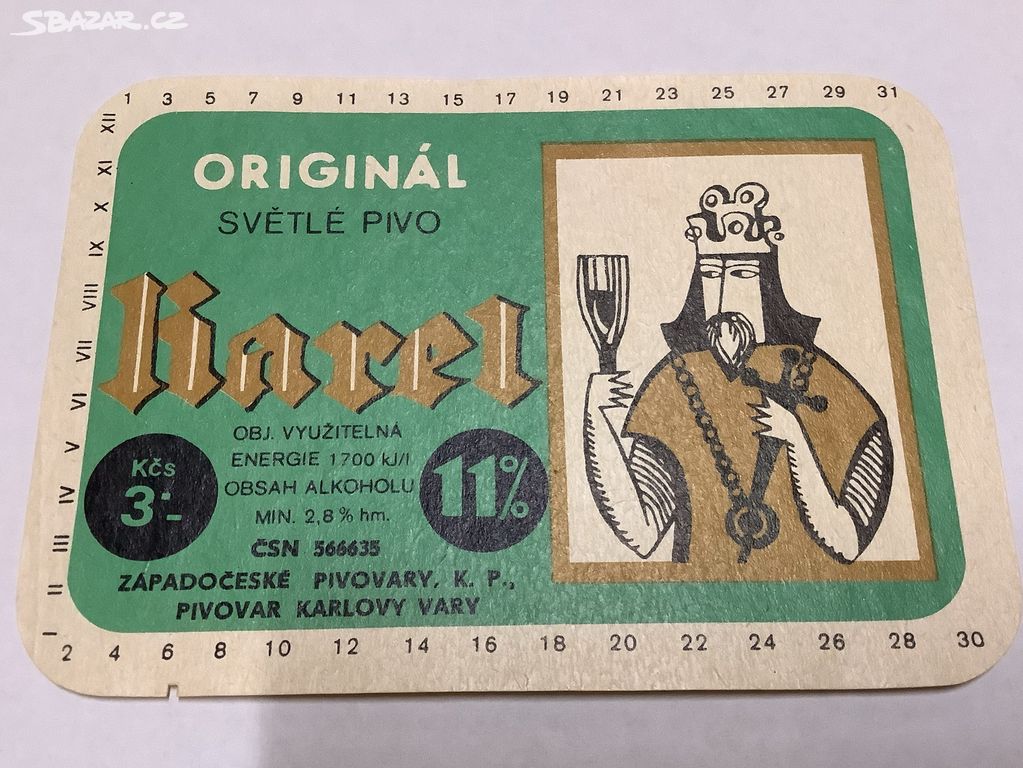 SBAZAR.CZ
1 3 5 7 9 11 13 15 17 19 21 23 25 27 29 31
XII
XI
X
IX
VIII
VII
VI
V
IV
III
II
I
ORIGINÁL
SVĚTLÉ PIVO
Karel
OBJ. VYUŽITELNÁ
ENERGIE 1700 kJ/l
OBSAH ALKOHOLU
MIN. 2,8 % hm.
Kčs
3:-
11%
ČSN 566635
ZÁPADOČESKÉ PIVOVARY, K. P.,
PIVOVAR KARLOVY VARY
2 4 6 8 10 12 14 16 18 20 22 24 26 28 30